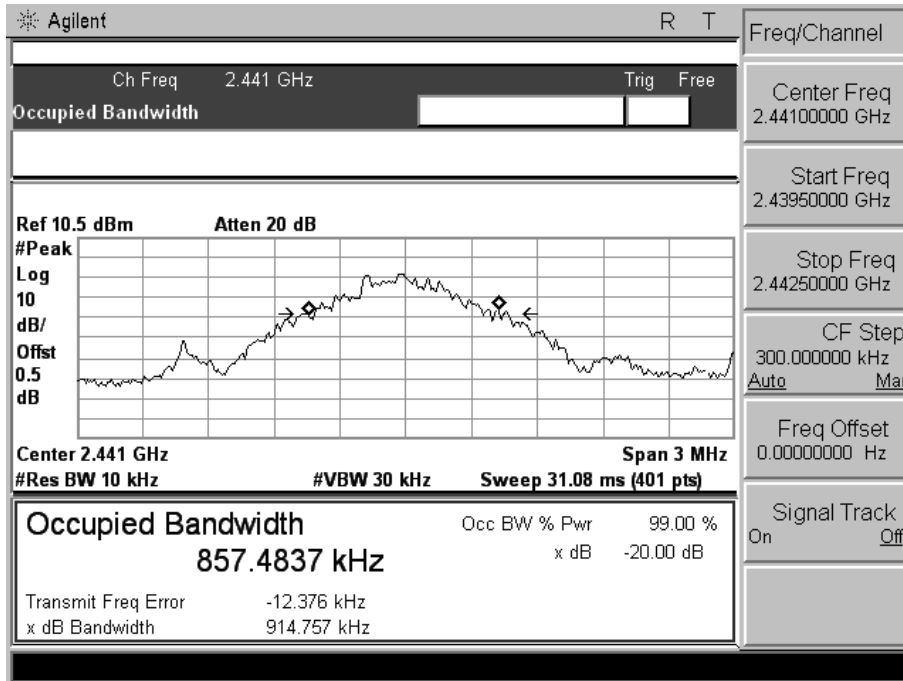 Agilent R T
Freq/Channel
Ch Freq 2.441 GHz Trig Free
Occupied Bandwidth
Center Freq
2.44100000 GHz
Start Freq
2.43950000 GHz
Stop Freq
2.44250000 GHz
CF Step
300.000000 kHz
Auto Man
Freq Offset
0.00000000 Hz
Signal Track
On Off
Ref 10.5 dBm Atten 20 dB
#Peak
Log
10
dB/
Offst
0.5
dB
Center 2.441 GHz Span 3 MHz
#Res BW 10 kHz #VBW 30 kHz Sweep 31.08 ms (401 pts)
Occupied Bandwidth Occ BW % Pwr 99.00 %
857.4837 kHz x dB -20.00 dB
Transmit Freq Error -12.376 kHz
x dB Bandwidth 914.757 kHz